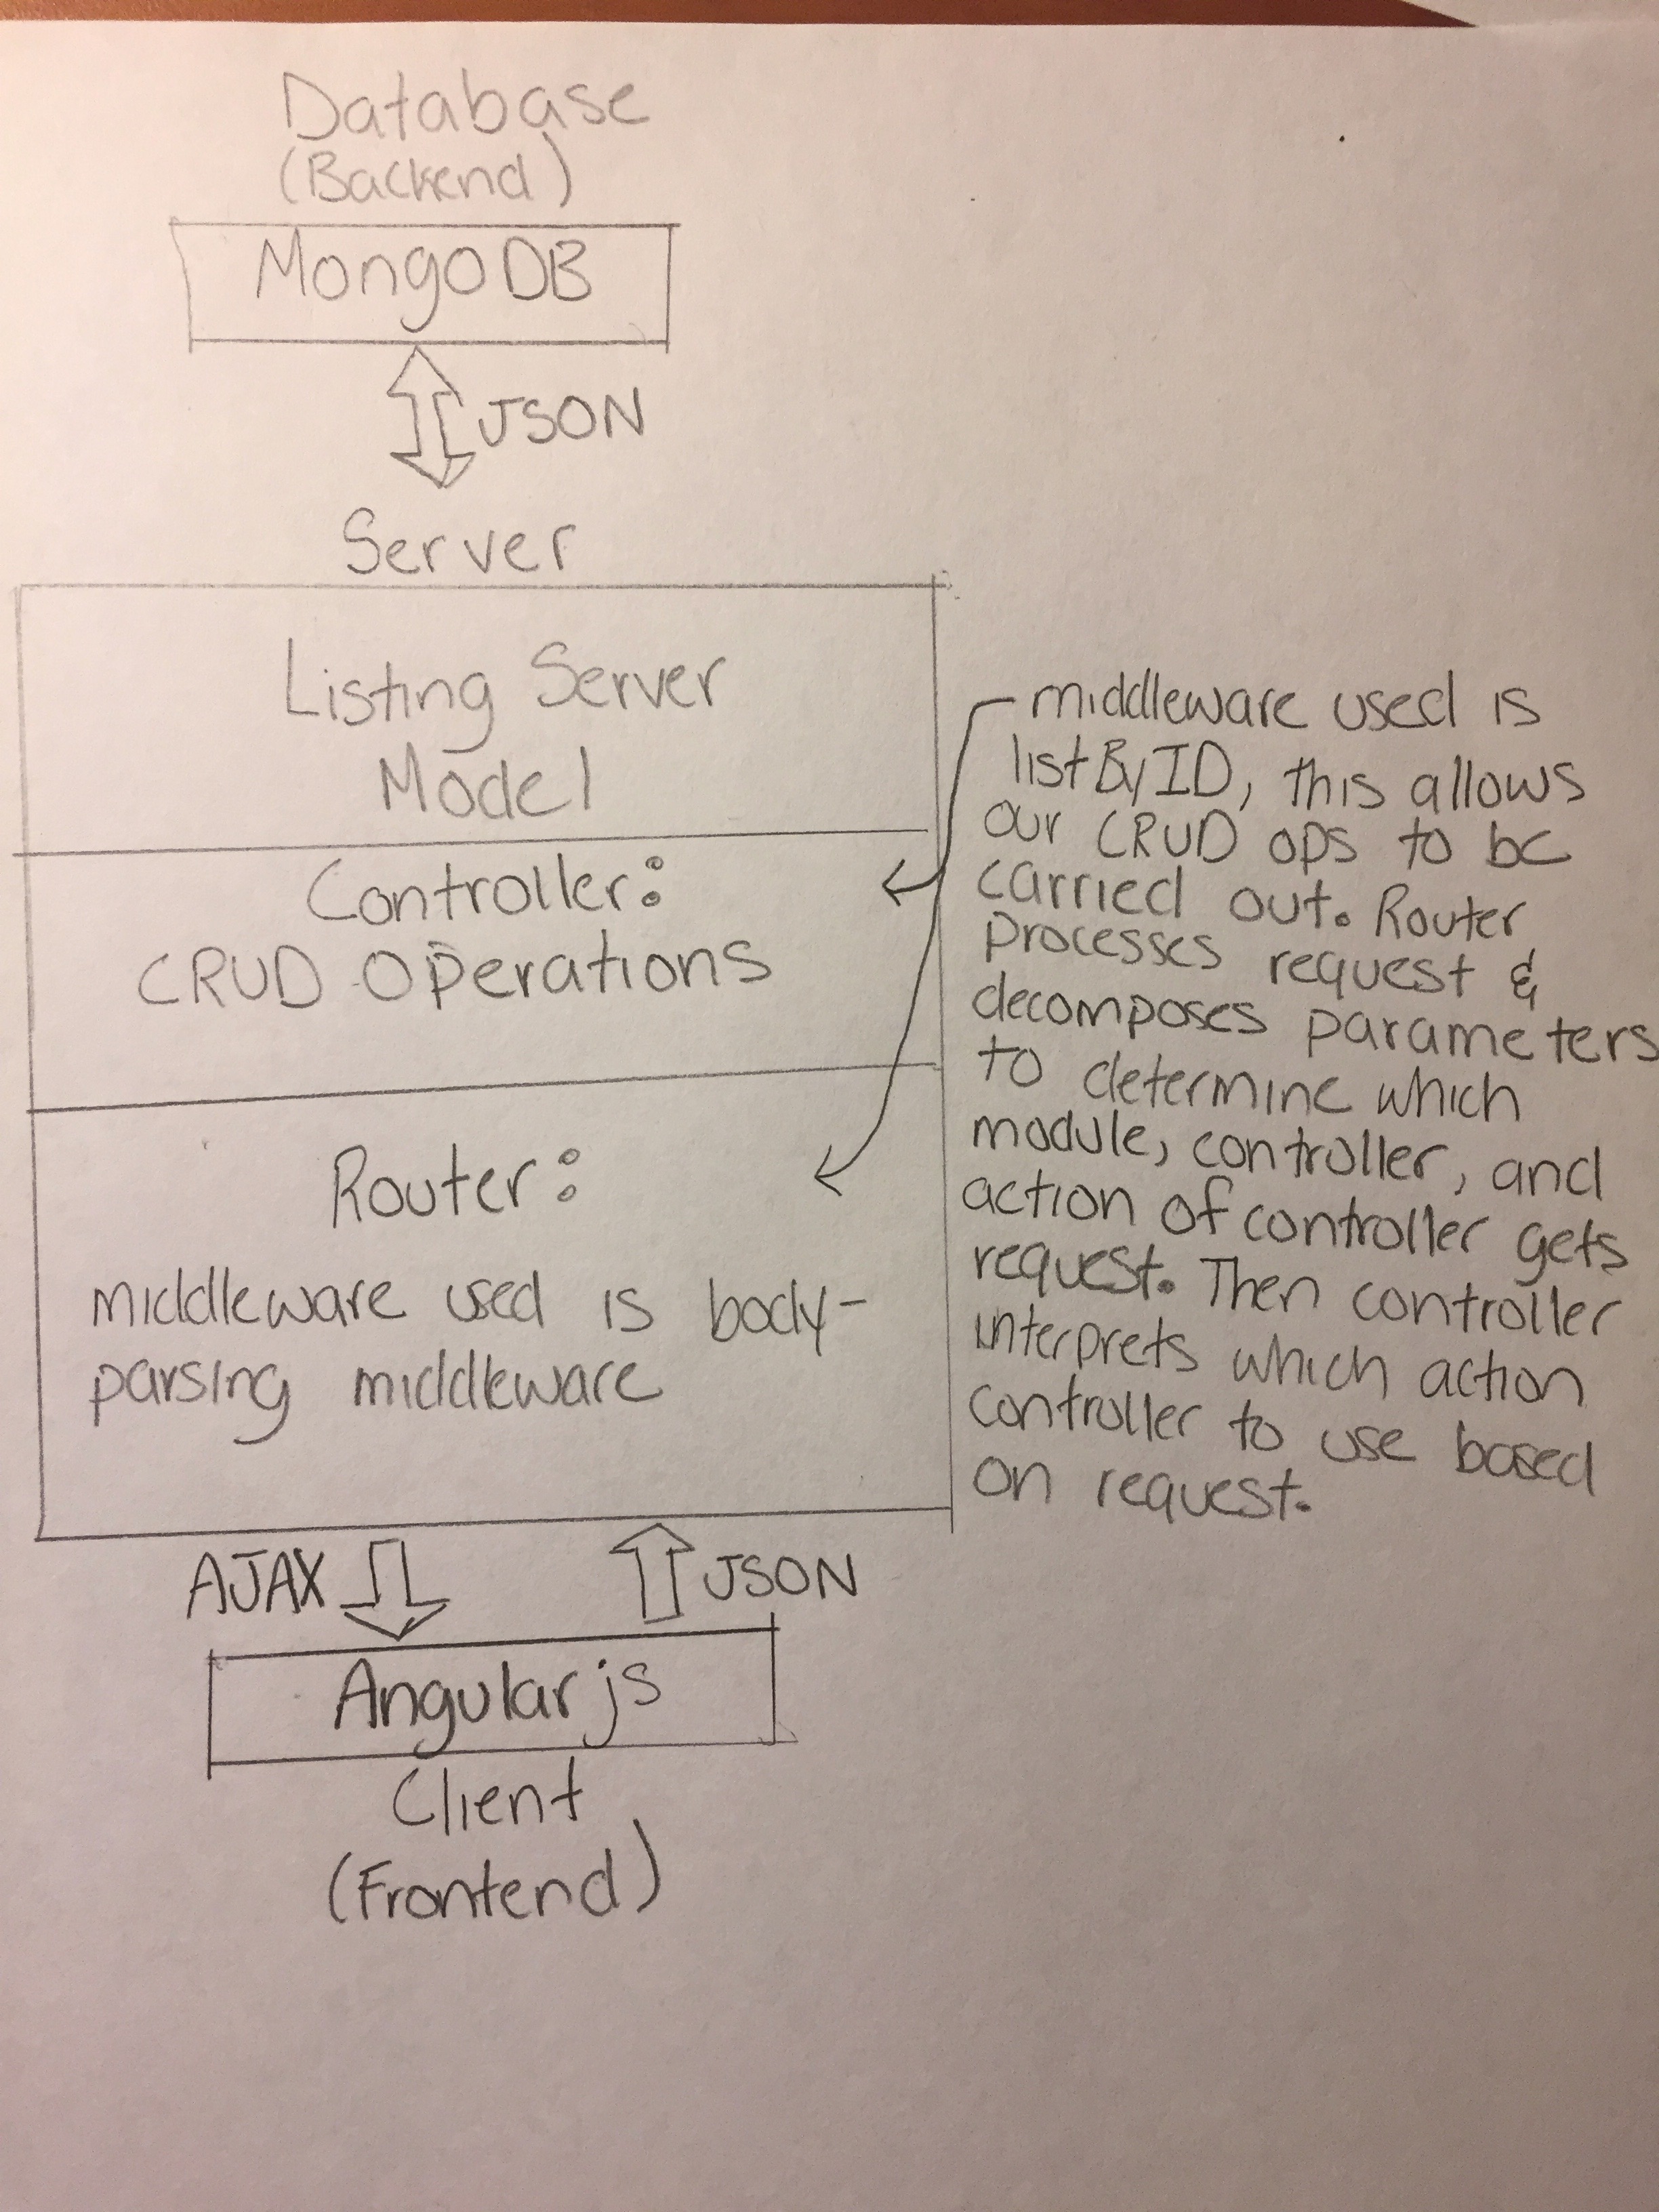 Database
(Backend)
MongoDB
JSON
Server
Listing Server
Model
Controller:
CRUD Operations
Router:
middleware used is body-
parsing middleware
middleware used is
listByID, this allows
our CRUD ops to be
carried out. Router
processes request &
decomposes parameters
to determine which
module, controller, and
action of controller gets
request. Then controller
interprets which action
controller to use based
on request.
AJAX
JSON
Angularjs
Client
(Frontend)